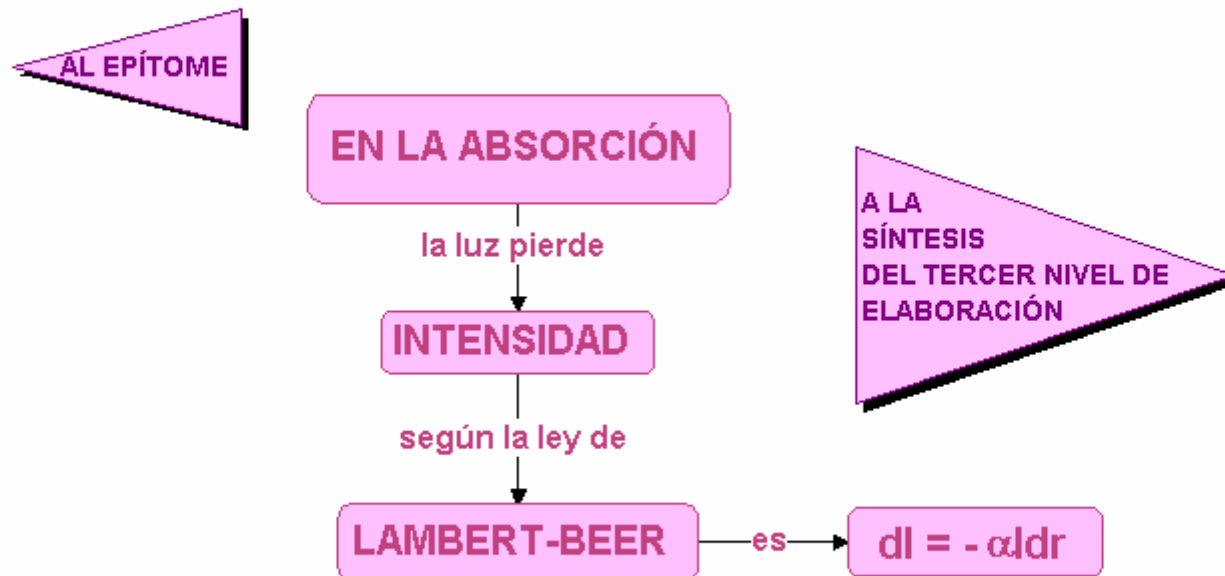 AL EPÍTOME
EN LA ABSORCIÓN
la luz pierde
A LA
SÍNTESIS
DEL TERCER NIVEL DE
ELABORACIÓN
INTENSIDAD
según la ley de
LAMBERT-BEER
es
dI = - αIdr